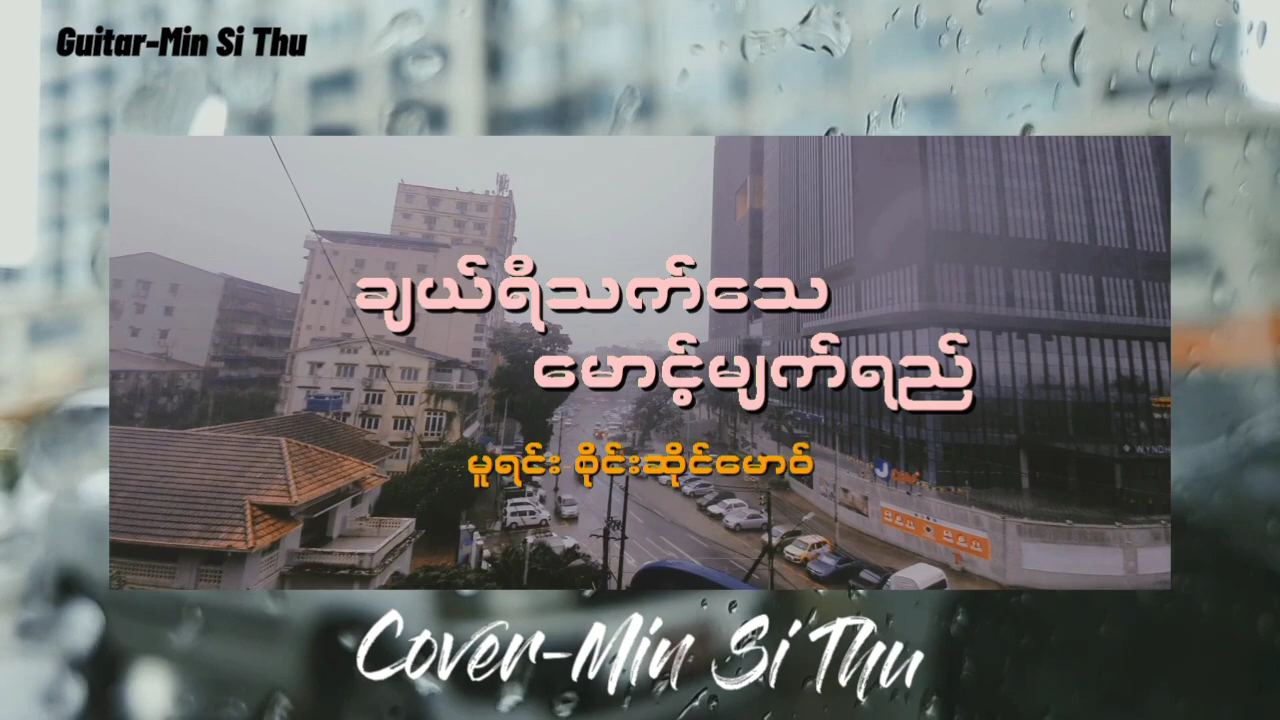 Guitar-Min Si Thu
ချယ်ရီသက်သေ
မောင့်မျက်ရည်
မူရင်း စိုင်းဆိုင်မောဝ်
Cover-Min Si Thu